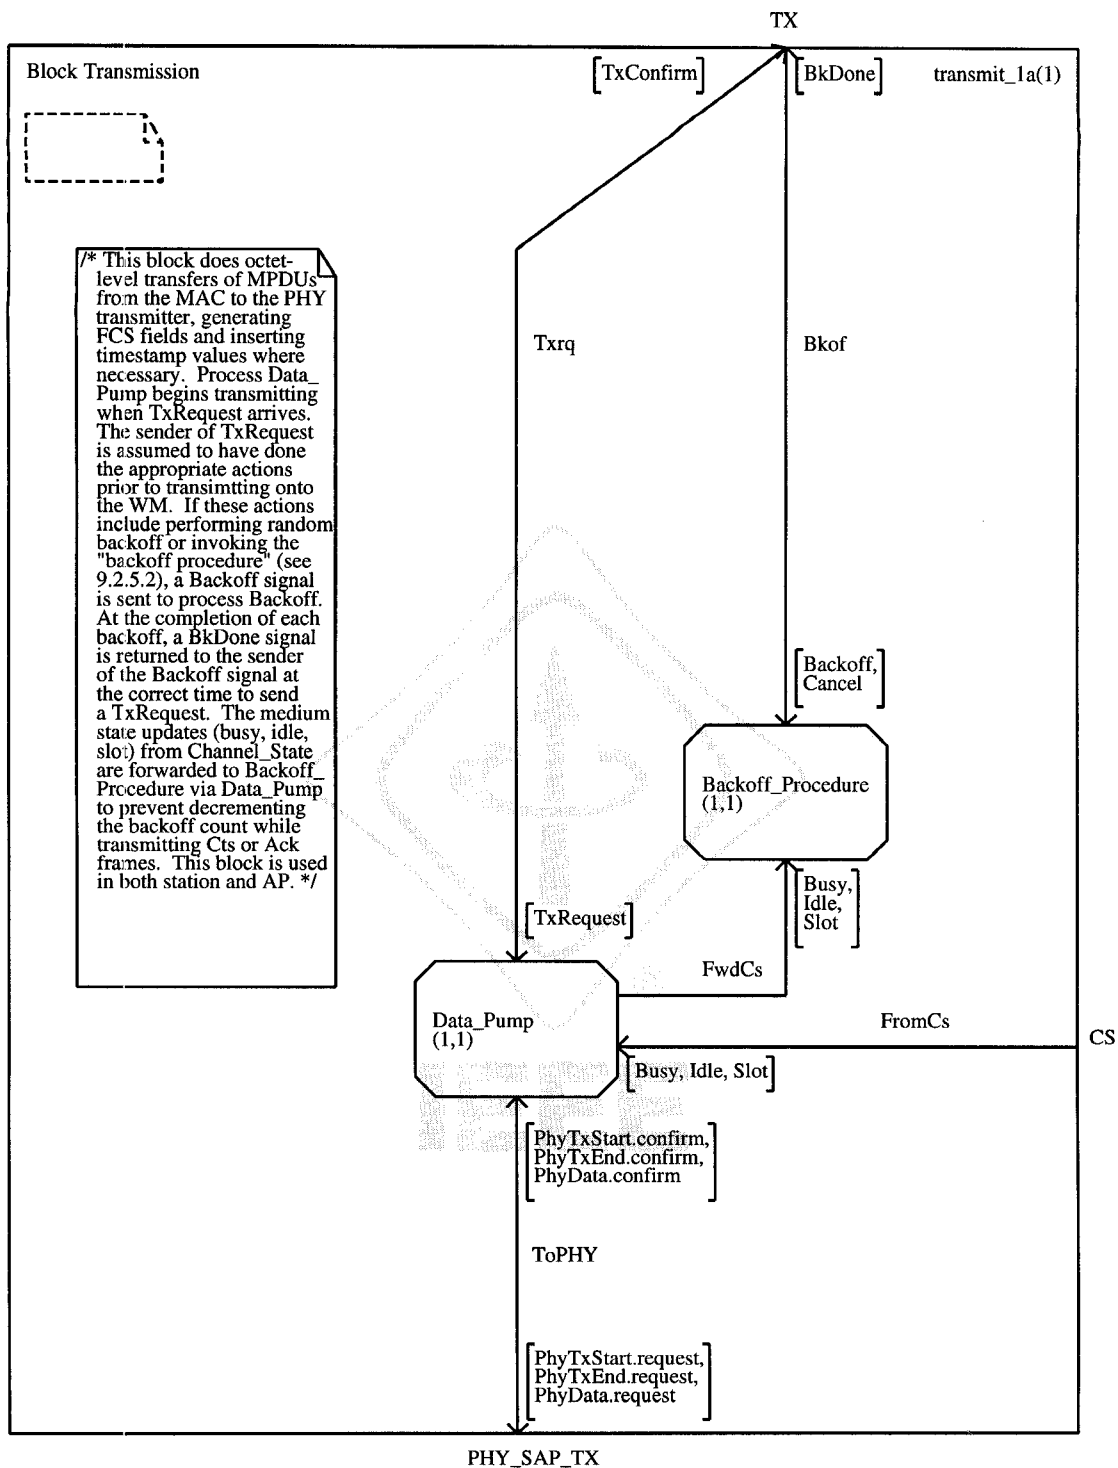 TX
Block Transmission
[TxConfirm]
[BkDone]
transmit_1a(1)
/* This block does octet-
level transfers of MPDUs
from the MAC to the PHY
transmitter, generating
FCS fields and inserting
timestamp values where
necessary. Process Data_
Pump begins transmitting
when TxRequest arrives.
The sender of TxRequest
is assumed to have done
the appropriate actions
prior to transimtting onto
the WM. If these actions
include performing random
backoff or invoking the
"backoff procedure" (see
9.2.5.2), a Backoff signal
is sent to process Backoff.
At the completion of each
backoff, a BkDone signal
is returned to the sender
of the Backoff signal at
the correct time to send
a TxRequest. The medium
state updates (busy, idle,
slot) from Channel_State
are forwarded to Backoff_
Procedure via Data_Pump
to prevent decrementing
the backoff count while
transmitting Cts or Ack
frames. This block is used
in both station and AP. */
Txrq
Bkof
[Backoff,
Cancel]
Backoff_Procedure
(1,1)
[Busy,
Idle,
Slot]
[TxRequest]
FwdCs
Data_Pump
(1,1)
FromCs
CS
[Busy, Idle, Slot]
IEEE
[PhyTxStart.confirm,
PhyTxEnd.confirm,
PhyData.confirm]
ToPHY
[PhyTxStart.request,
PhyTxEnd.request,
PhyData.request]
PHY_SAP_TX